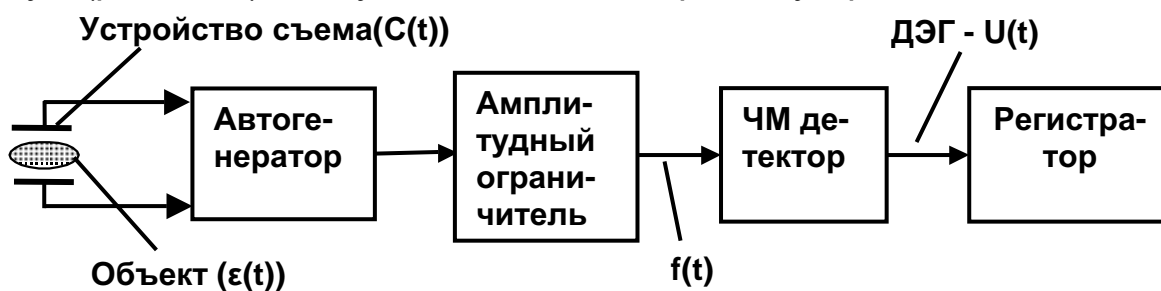 Устройство съема(C(t))
ДЭГ - U(t)
Автоге-
нератор
Ампли-
тудный
ограни-
читель
ЧМ де-
тектор
Регистра-
тор
Объект (ε(t))
f(t)